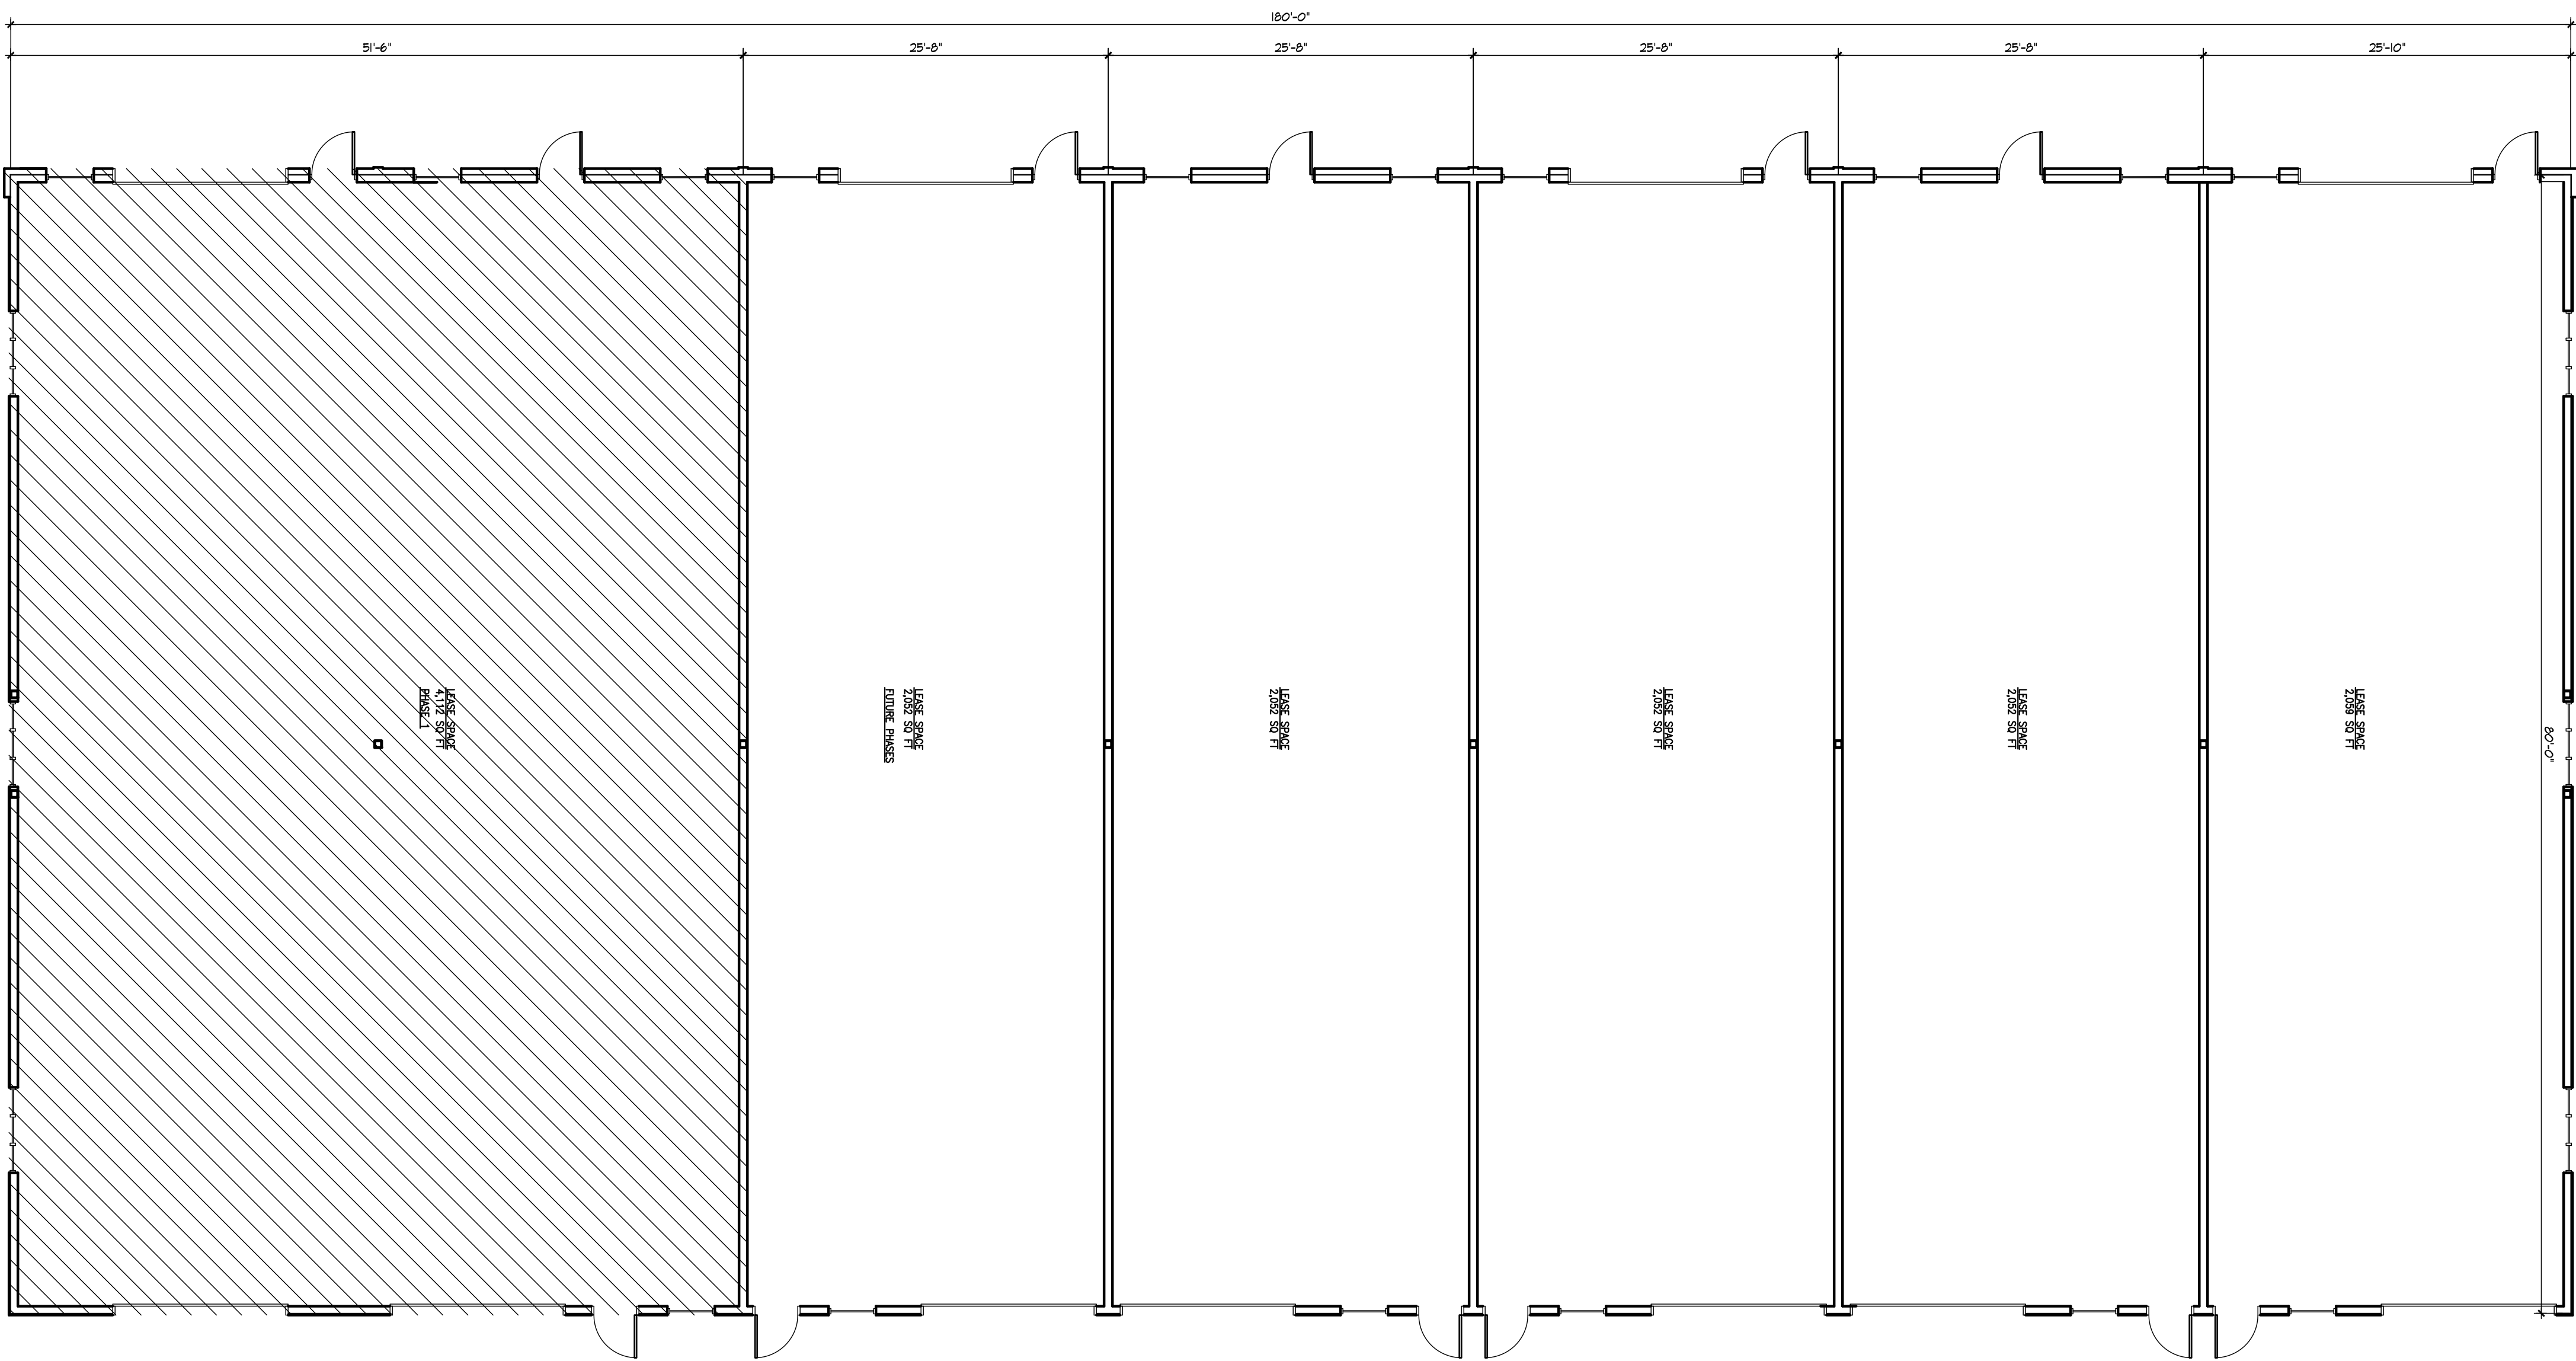 180'-0"
51'-6"
25'-8"
25'-8"
25'-8"
25'-8"
25'-10"
LEASE SPACE
4,112 SQ FT
PHASE 1
LEASE SPACE
2,052 SQ FT
FUTURE PHASES
LEASE SPACE
2,052 SQ FT
LEASE SPACE
2,052 SQ FT
LEASE SPACE
2,052 SQ FT
LEASE SPACE
2,059 SQ FT
80'-0"